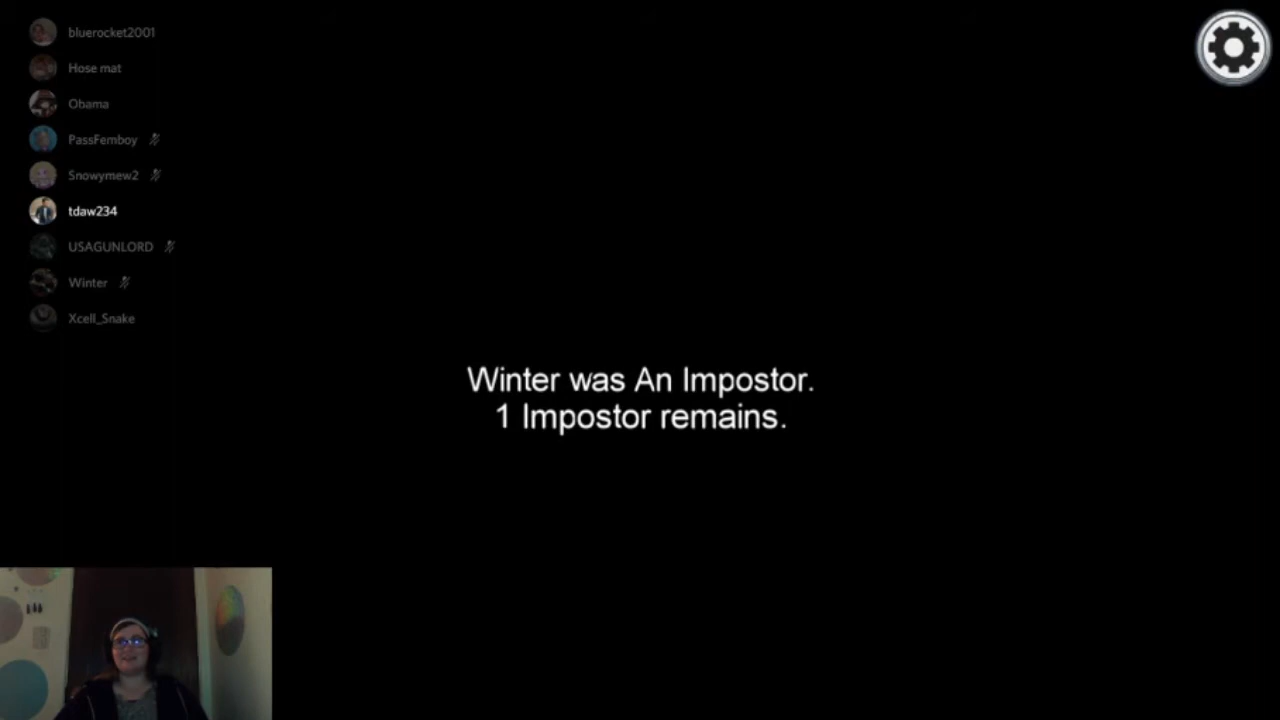 bluerocket2001
Hose mat
Obama
PassFemboy
Snowymew2
tdaw234
USAGUNLORD
Winter
Xcell_Snake
Winter was An Impostor.
1 Impostor remains.